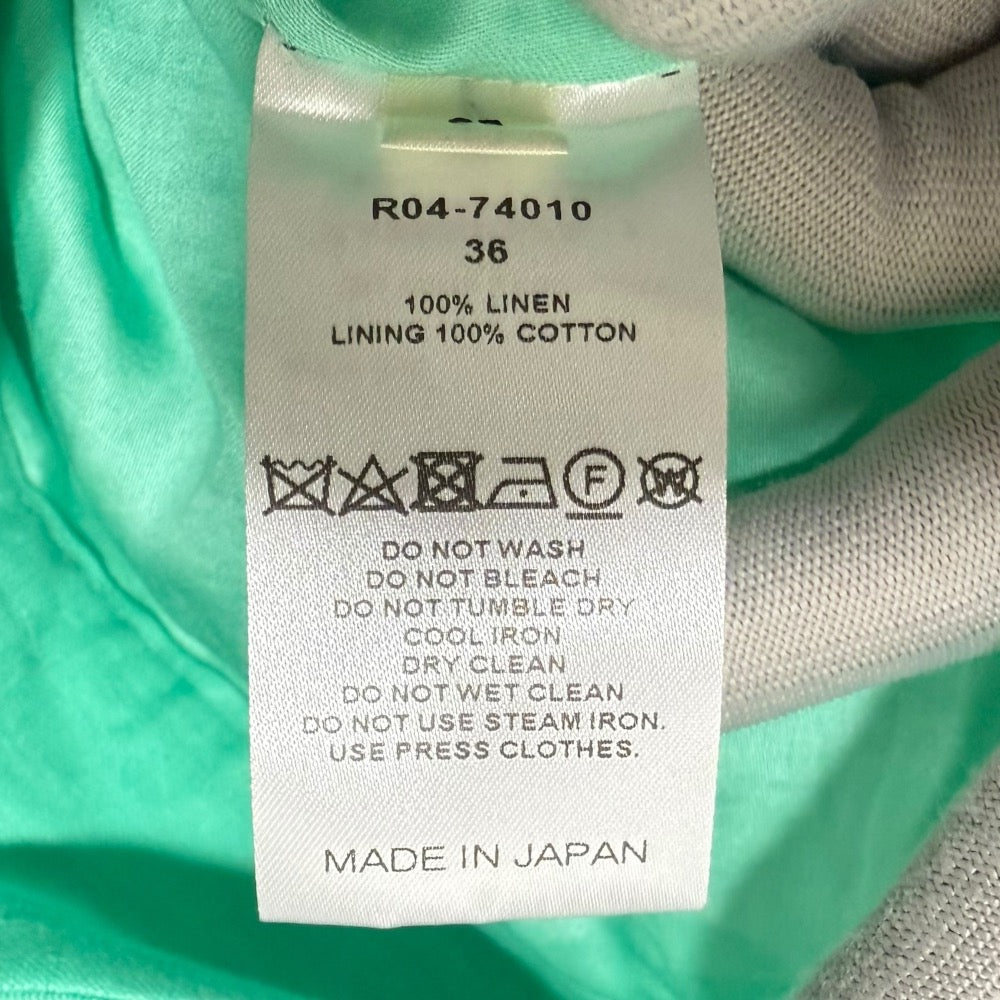 R04-74010
36
100% LINEN
LINING 100% COTTON
F W
DO NOT WASH
DO NOT BLEACH
DO NOT TUMBLE DRY
COOL IRON
DRY CLEAN
DO NOT WET CLEAN
DO NOT USE STEAM IRON.
USE PRESS CLOTHES.
MADE IN JAPAN